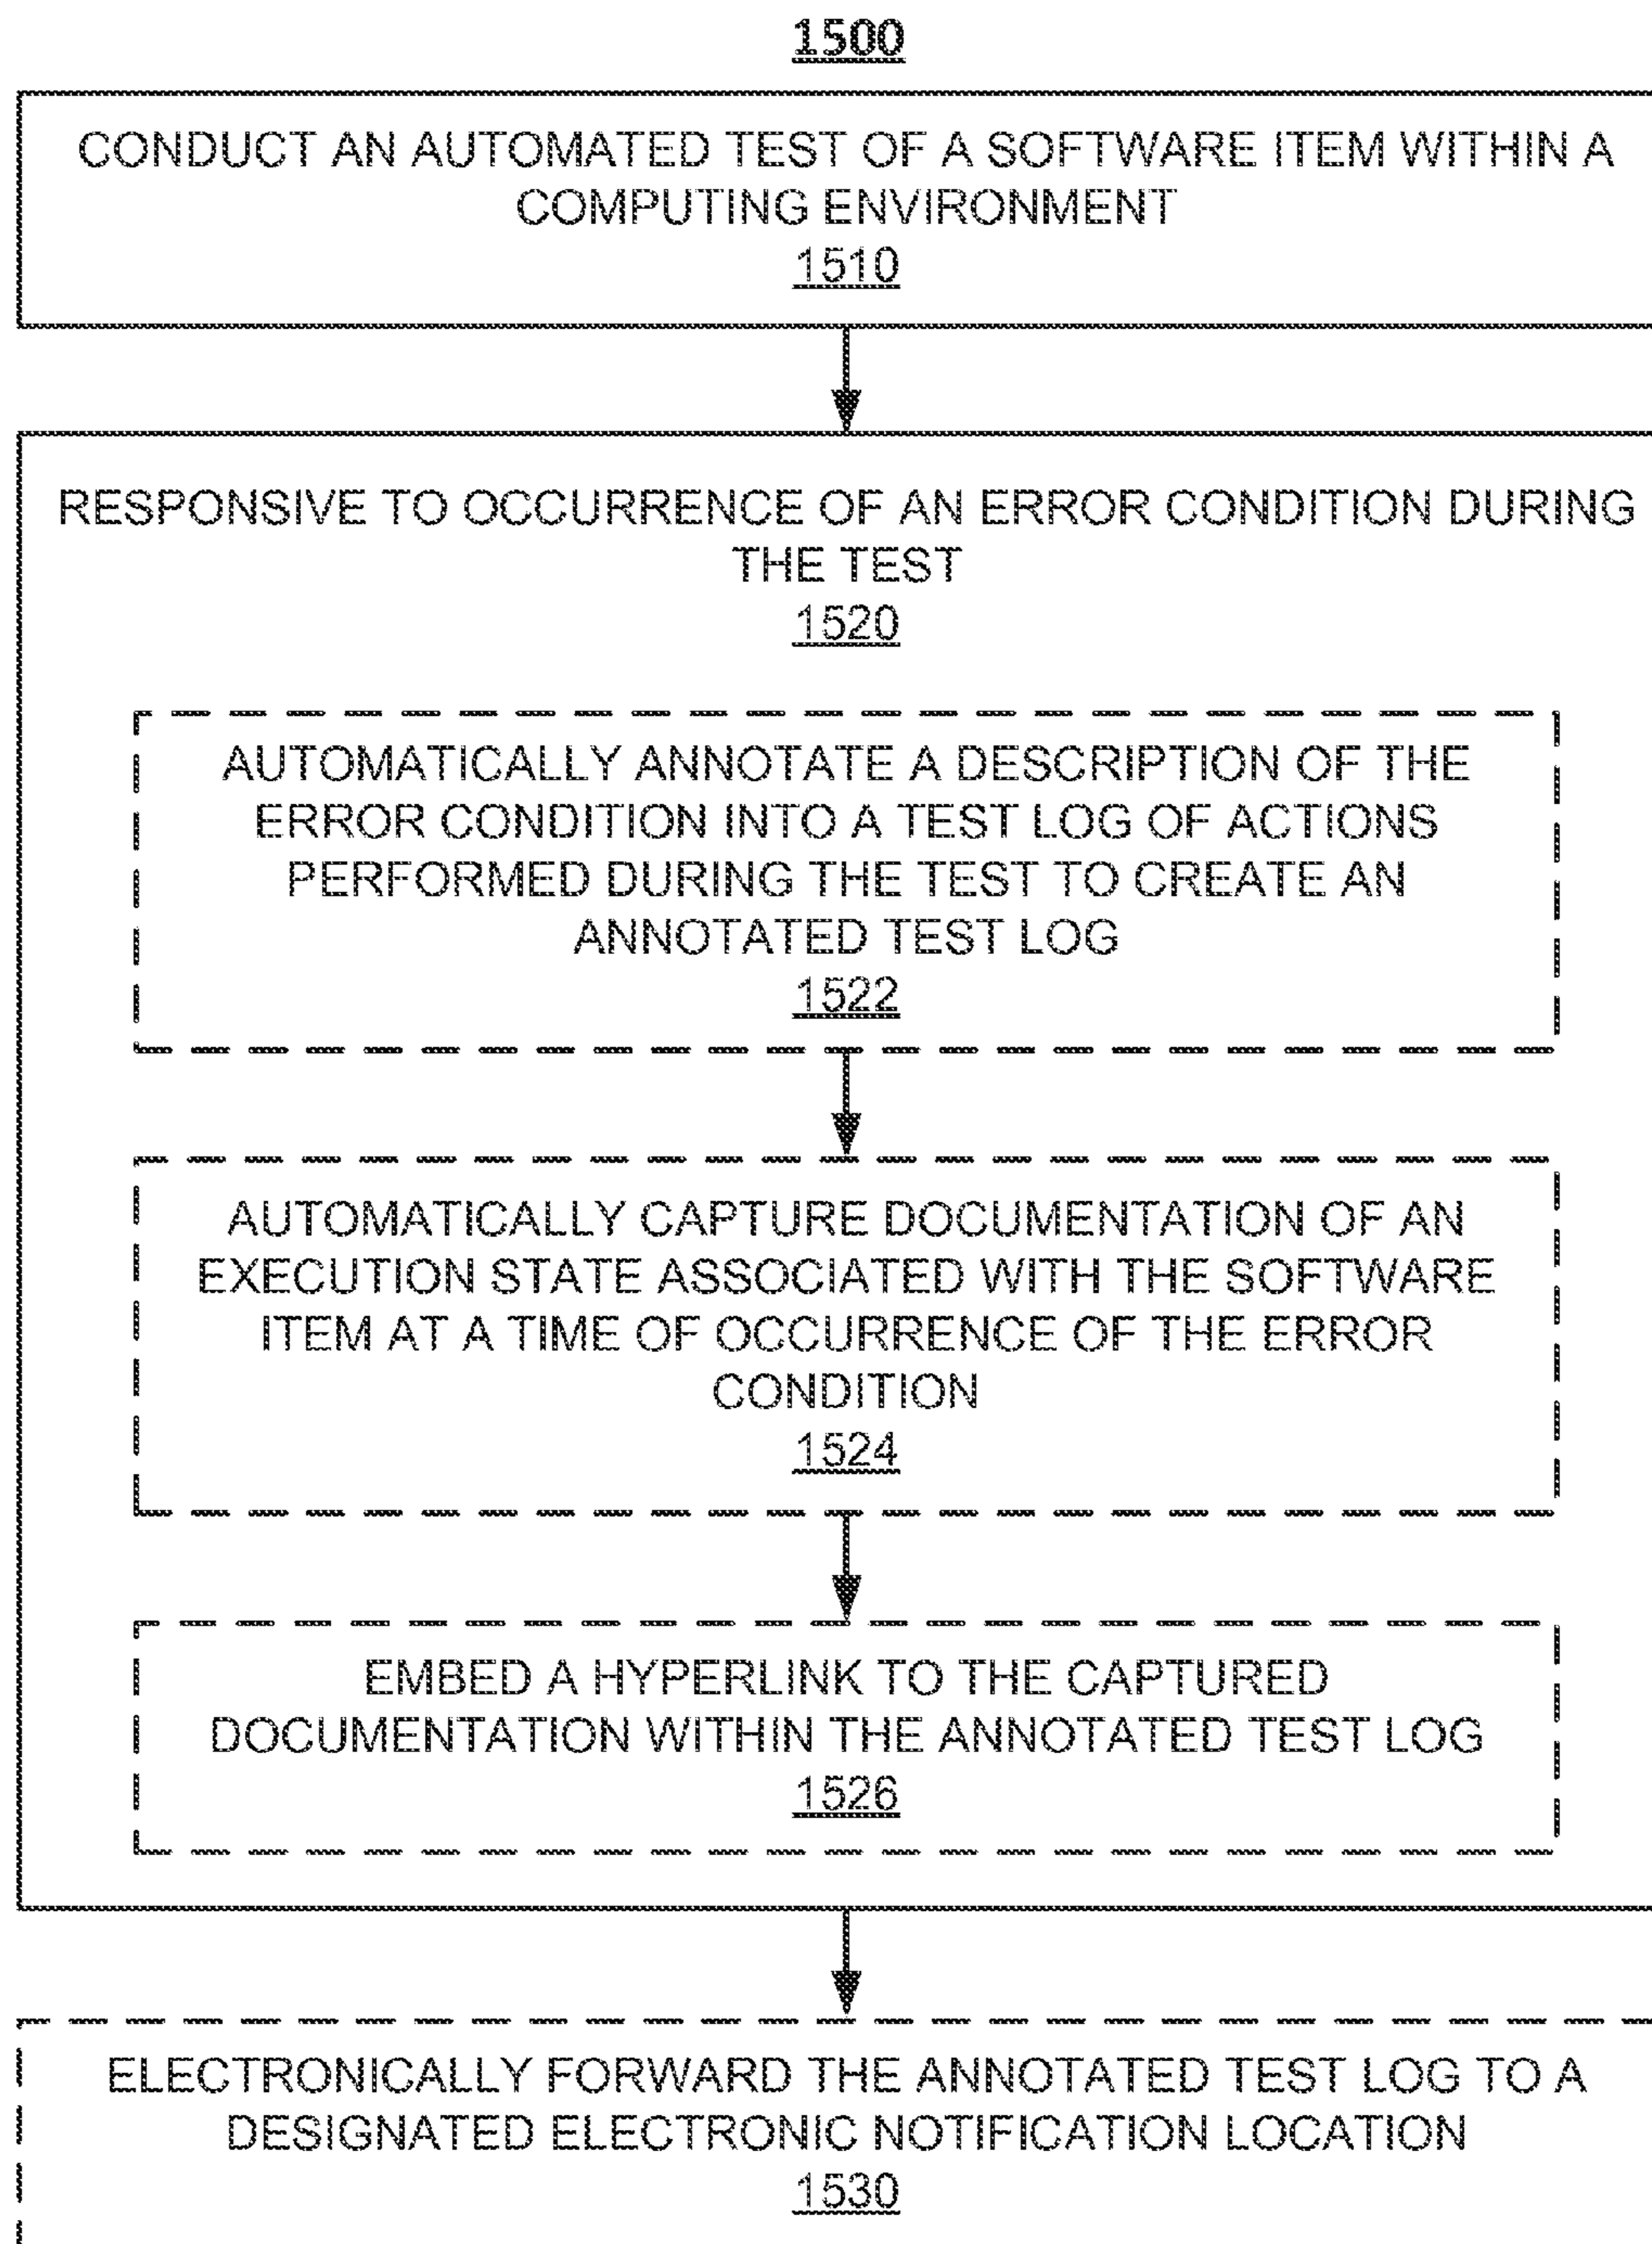 1500
CONDUCT AN AUTOMATED TEST OF A SOFTWARE ITEM WITHIN A
COMPUTING ENVIRONMENT
1510
RESPONSIVE TO OCCURRENCE OF AN ERROR CONDITION DURING
THE TEST
1520
AUTOMATICALLY ANNOTATE A DESCRIPTION OF THE
ERROR CONDITION INTO A TEST LOG OF ACTIONS
PERFORMED DURING THE TEST TO CREATE AN
ANNOTATED TEST LOG
1522
AUTOMATICALLY CAPTURE DOCUMENTATION OF AN
EXECUTION STATE ASSOCIATED WITH THE SOFTWARE
ITEM AT A TIME OF OCCURRENCE OF THE ERROR
CONDITION
1524
EMBED A HYPERLINK TO THE CAPTURED
DOCUMENTATION WITHIN THE ANNOTATED TEST LOG
1526
ELECTRONICALLY FORWARD THE ANNOTATED TEST LOG TO A
DESIGNATED ELECTRONIC NOTIFICATION LOCATION
1530